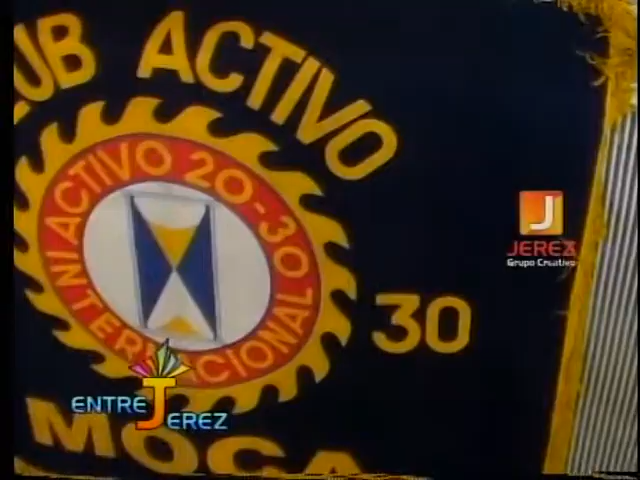 UB ACTIVO 30
ACTIVO 20-30
INTERNACIONAL
MOCA
J
JEREZ
Grupo Creativo
ENTRE JEREZ